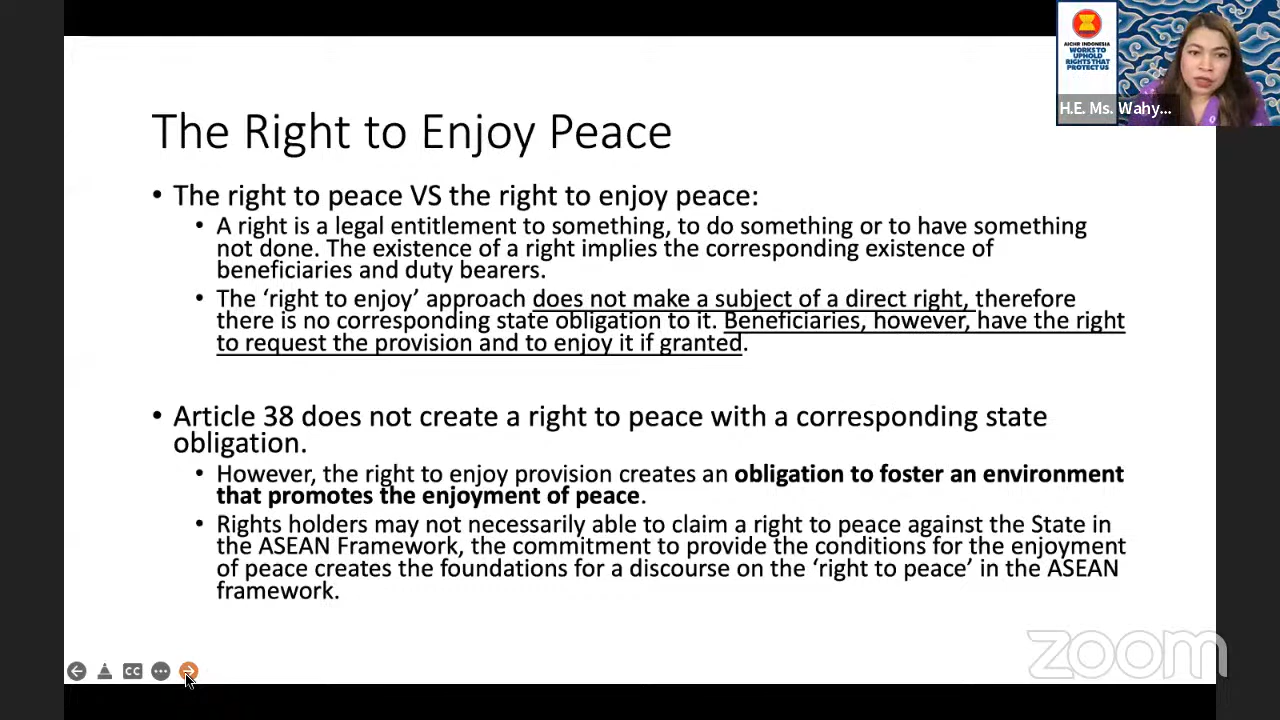 The Right to Enjoy Peace
• The right to peace VS the right to enjoy peace:
• A right is a legal entitlement to something, to do something or to have something
not done. The existence of a right implies the corresponding existence of
beneficiaries and duty bearers.
• The ‘right to enjoy’ approach does not make a subject of a direct right, therefore
there is no corresponding state obligation to it. Beneficiaries, however, have the right
to request the provision and to enjoy it if granted.
• Article 38 does not create a right to peace with a corresponding state
obligation.
• However, the right to enjoy provision creates an obligation to foster an environment
that promotes the enjoyment of peace.
• Rights holders may not necessarily able to claim a right to peace against the State in
the ASEAN Framework, the commitment to provide the conditions for the enjoyment
of peace creates the foundations for a discourse on the ‘right to peace’ in the ASEAN
framework.
AICHR INDONESIA
WORKS TO
UPHOLD
RIGHTS THAT
PROTECT US
H.E. Ms. Wahy...
CC
zoom